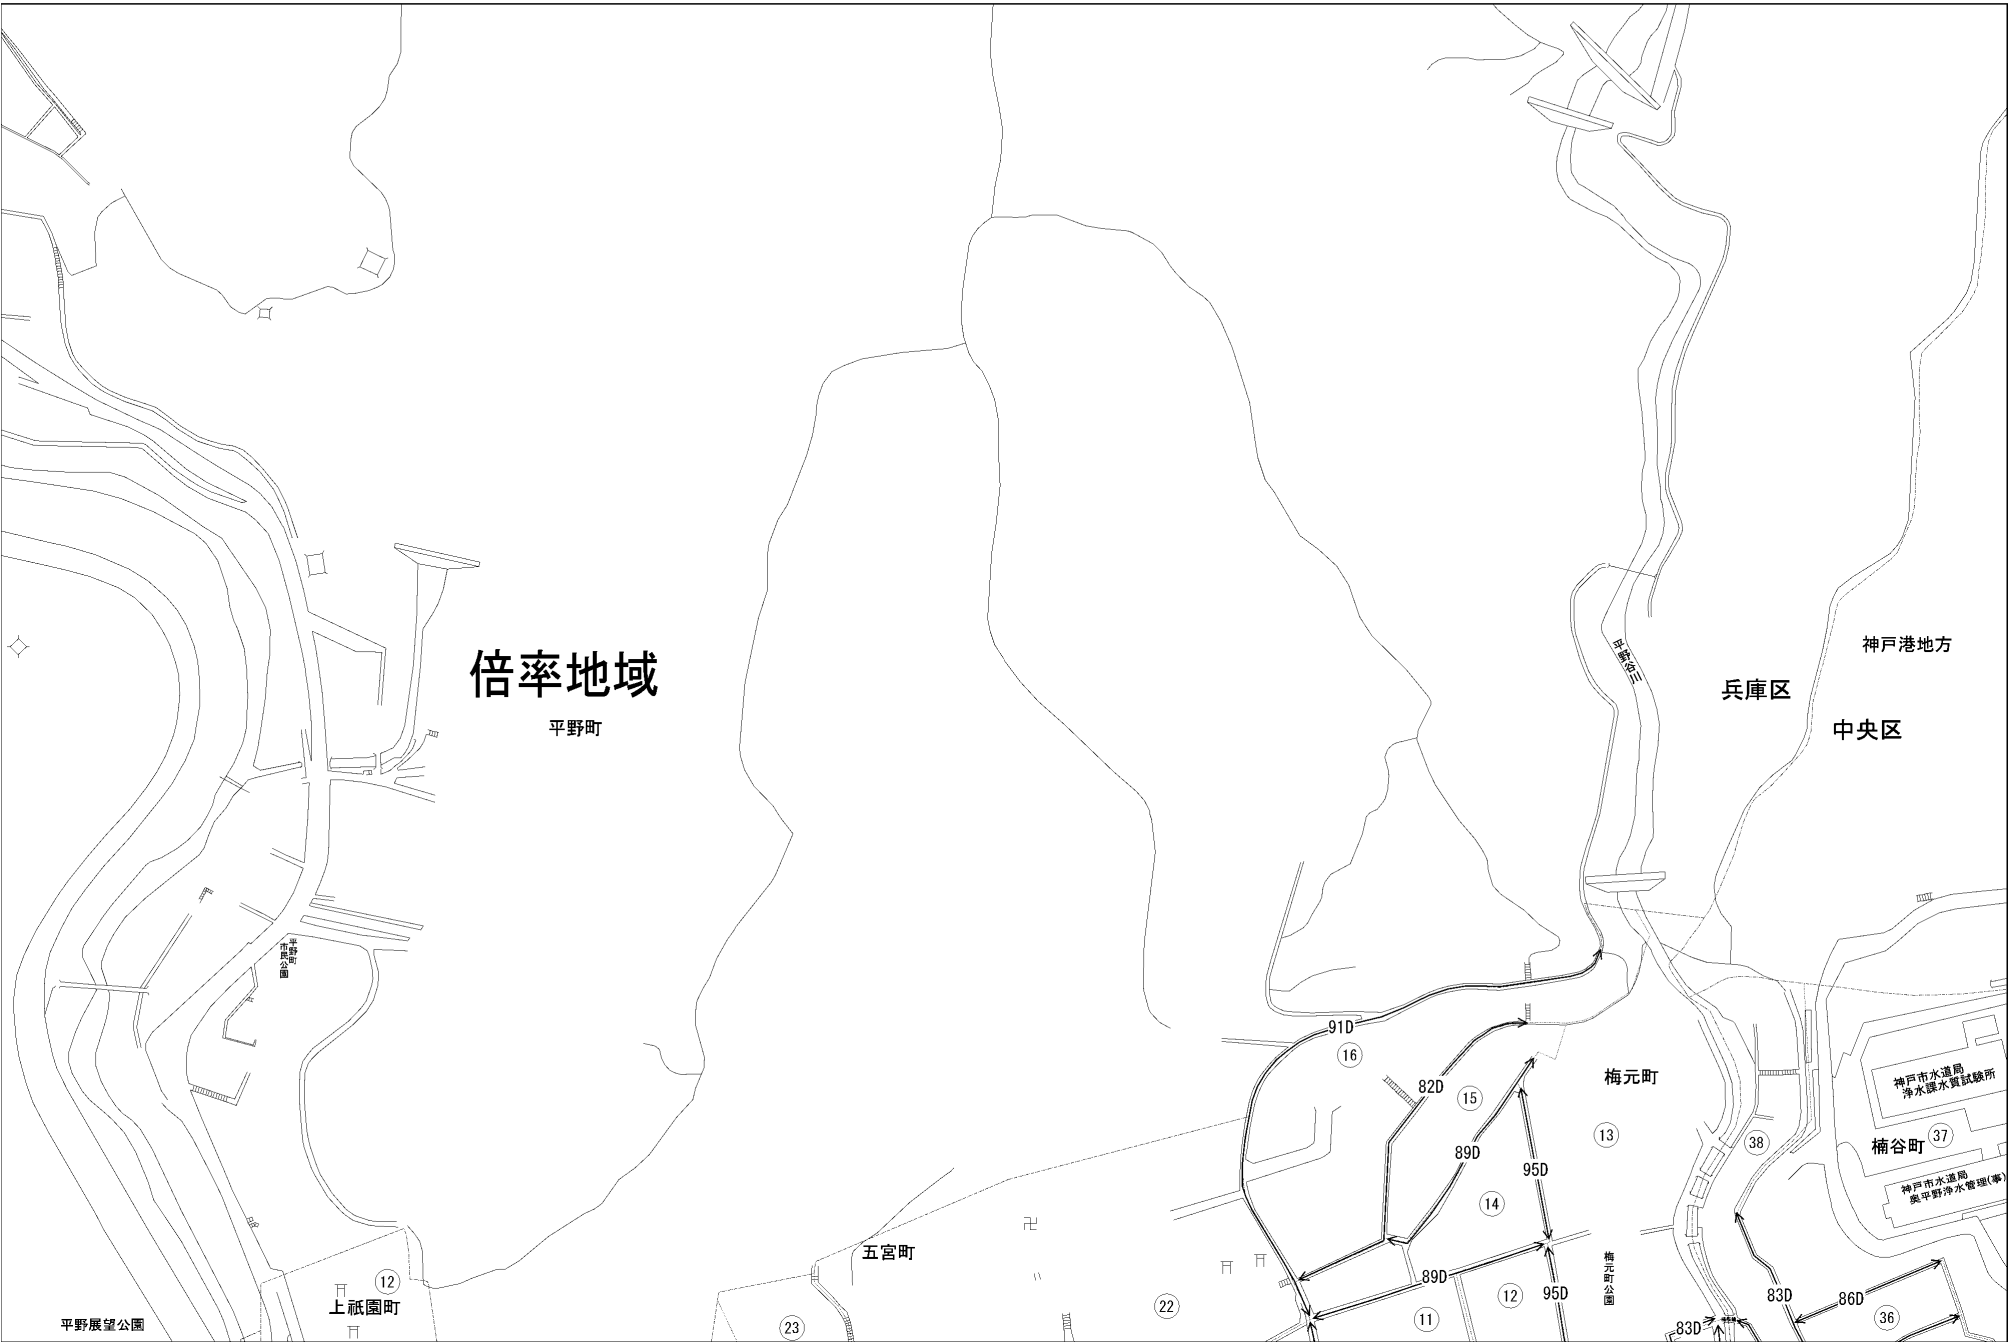 神戸港地方
平野谷川
倍率地域
兵庫区
平野町
中央区
平野町
市民公園
91D
16
82D
15
梅元町
神戸市水道局
浄水課水質試験所
13
38
37
楠谷町
89D
95D
神戸市水道局
奥平野浄水管理(事)
14
五宮町
梅元町公園
12
89D
12
95D
83D
86D
上祇園町
22
11
36
平野展望公園
23
83D